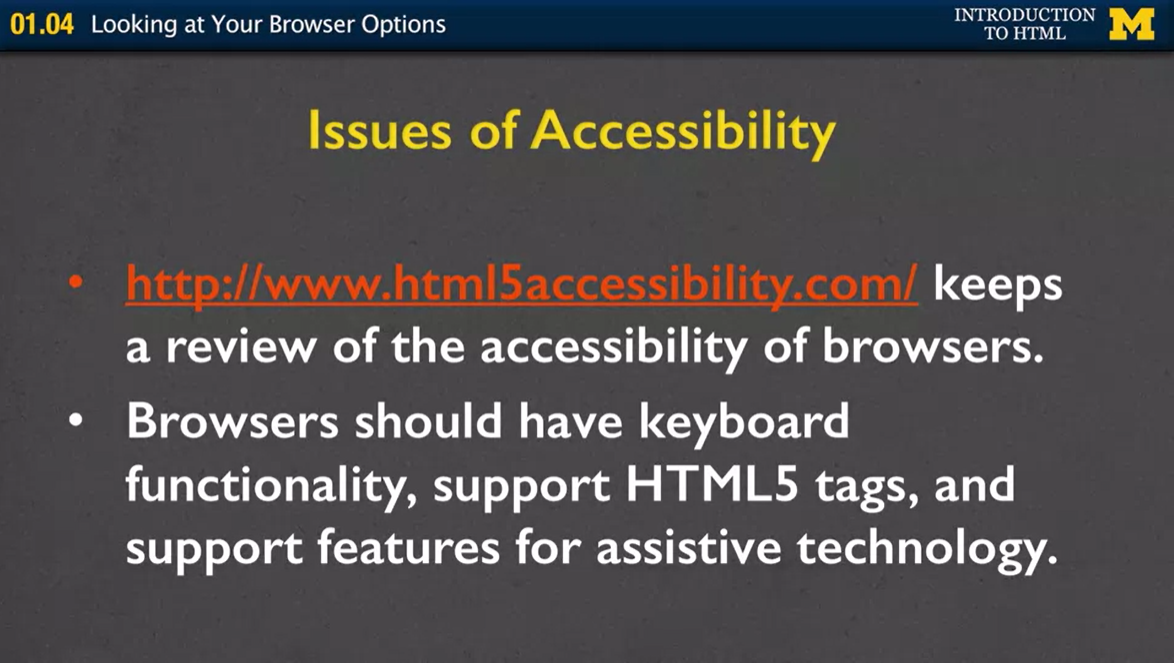 01.04 Looking at Your Browser Options
INTRODUCTION
TO HTML
M
Issues of Accessibility
• http://www.html5accessibility.com/ keeps
a review of the accessibility of browsers.
• Browsers should have keyboard
functionality, support HTML5 tags, and
support features for assistive technology.